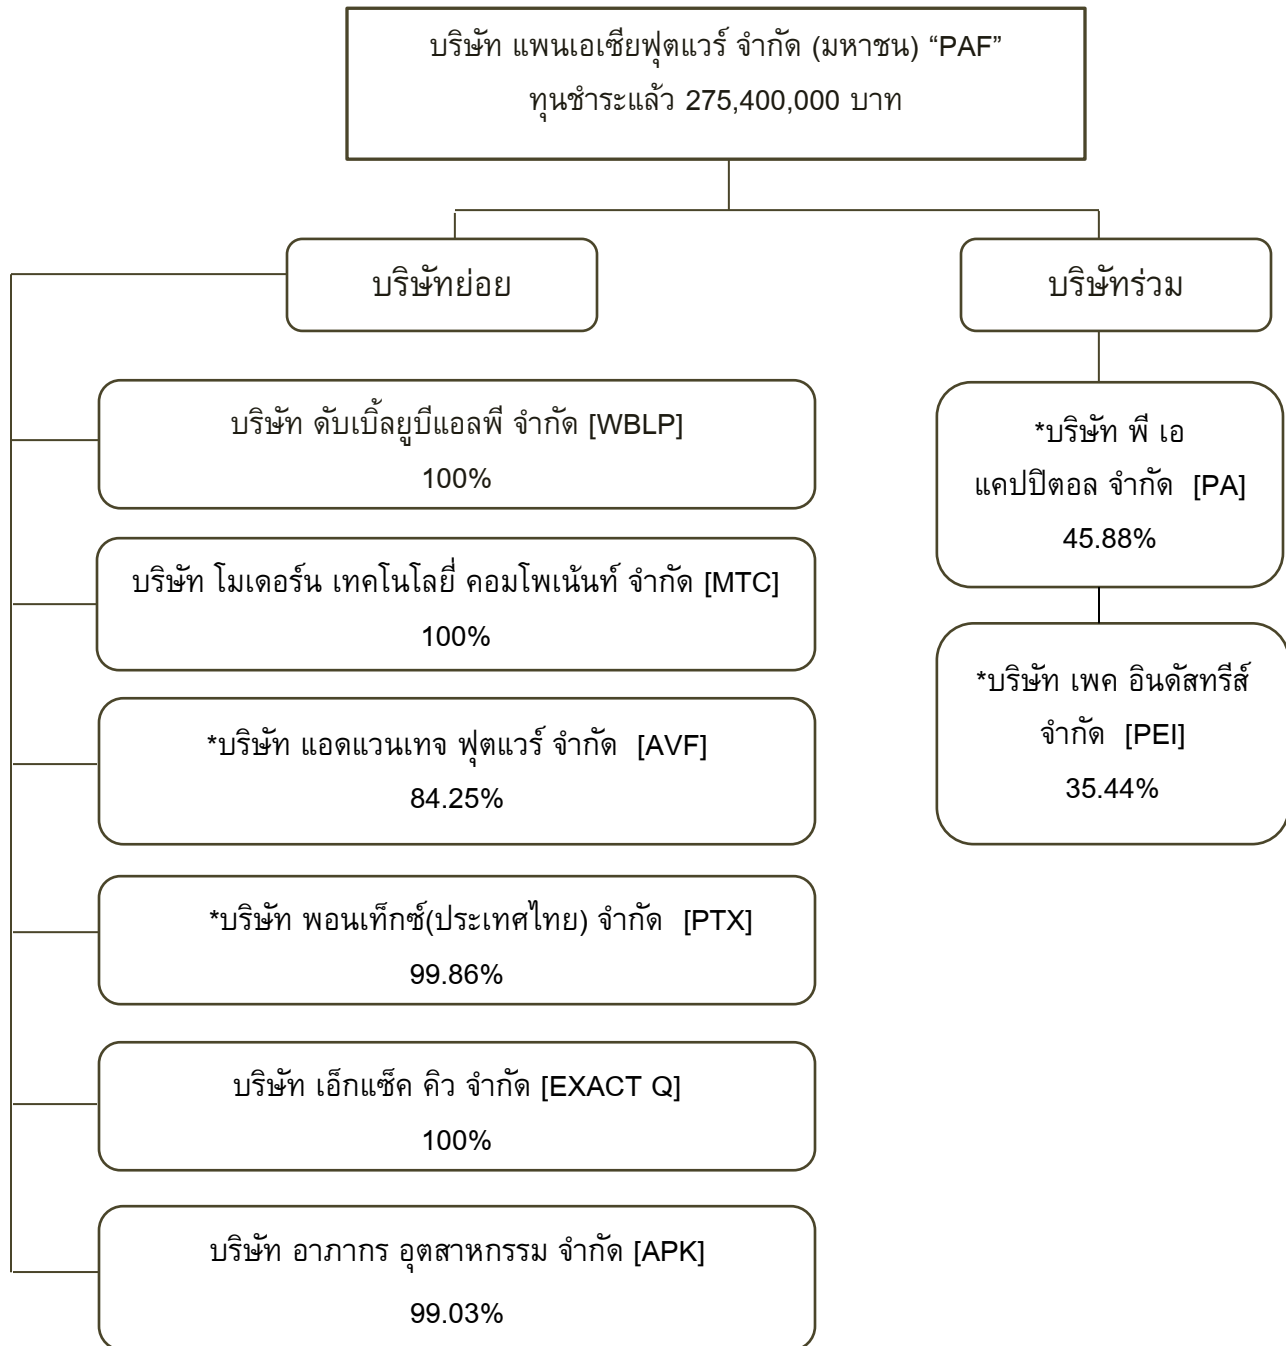 บริษัท แพนเอเซียฟุตแวร์ จำกัด (มหาชน) “PAF”
ทุนชำระแล้ว 275,400,000 บาท
บริษัทย่อย
บริษัทร่วม
บริษัท ดับเบิ้ลยูบีแอลพี จำกัด [WBLP]
100%
บริษัท โมเดอร์น เทคโนโลยี่ คอมโพเน้นท์ จำกัด [MTC]
100%
*บริษัท แอดแวนเทจ ฟุตแวร์ จำกัด [AVF]
84.25%
*บริษัท พอนเท็กซ์(ประเทศไทย) จำกัด [PTX]
99.86%
บริษัท เอ็กแซ็ค คิว จำกัด [EXACT Q]
100%
บริษัท อาภากร อุตสาหกรรม จำกัด [APK]
99.03%
*บริษัท พี เอ
แคปปิตอล จำกัด [PA]
45.88%
*บริษัท เพค อินดัสทรีส์
จำกัด [PEI]
35.44%